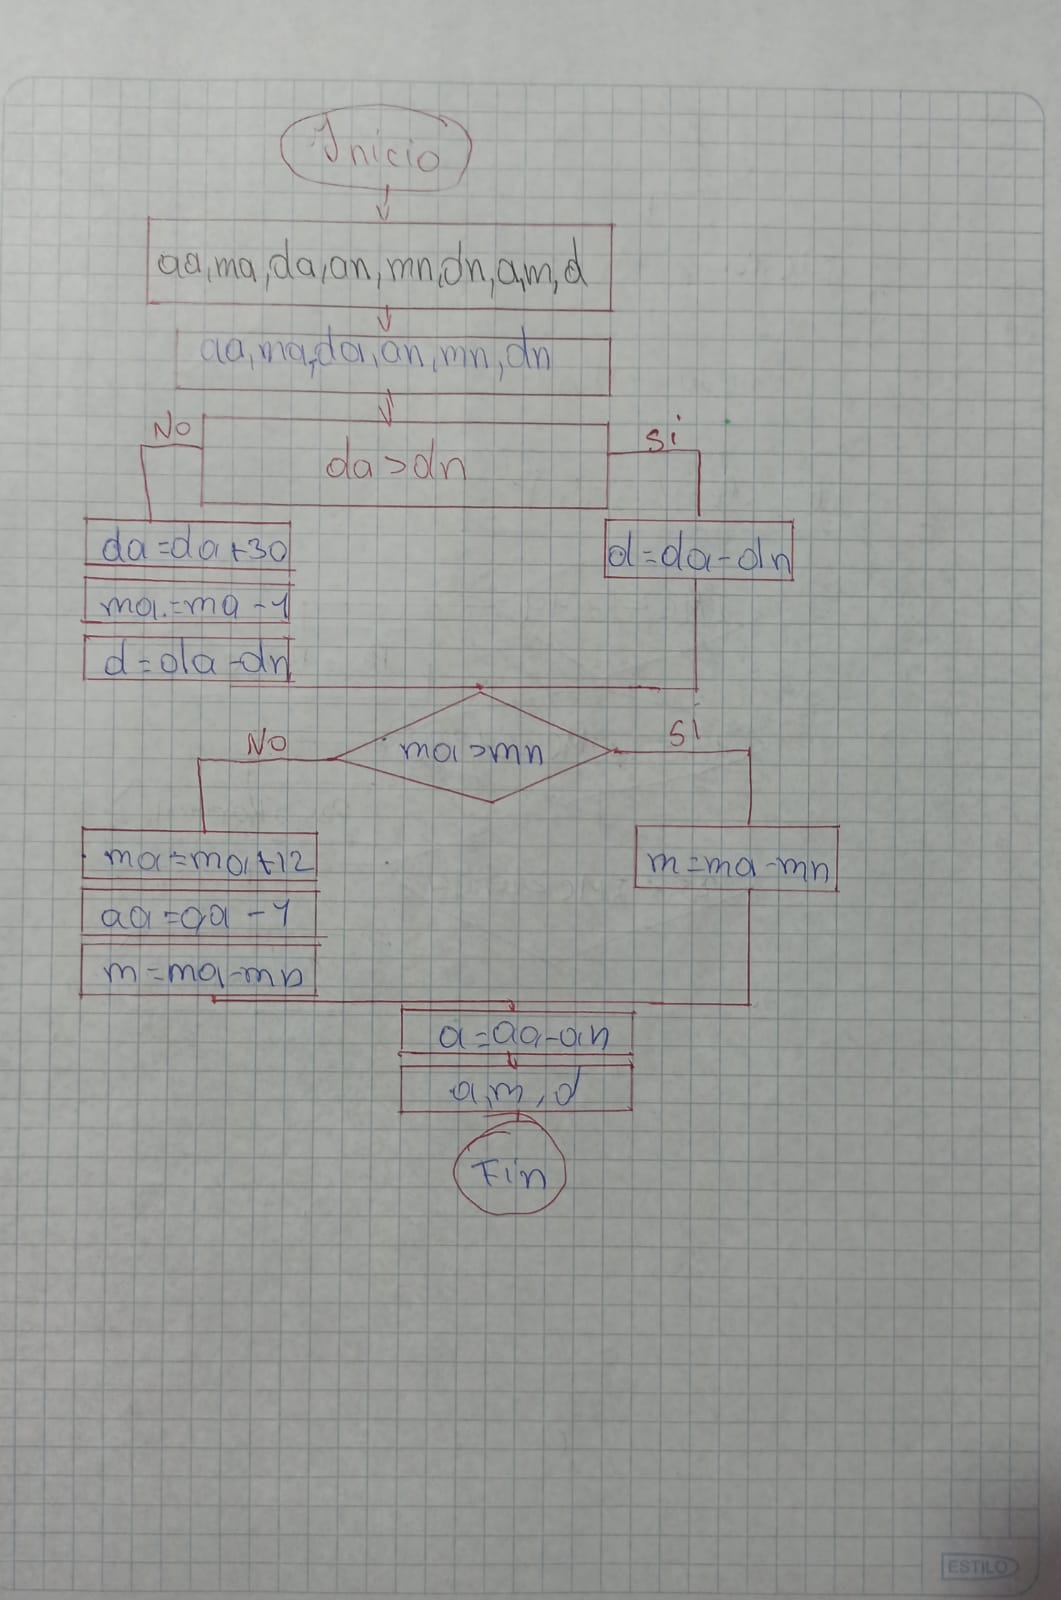 Inicio
aa,ma,da,an,mn,dn,a,m,d
aa,ma,da,an,mn,dn
No
da>dn
si
da=da+30
d=da-dn
ma=ma-1
d=da-dn
No
ma>mn
si
ma=ma+12
m=ma-mn
aa=aa-1
m=ma-mn
a=aa-an
a,m,d
Fin
ESTILO